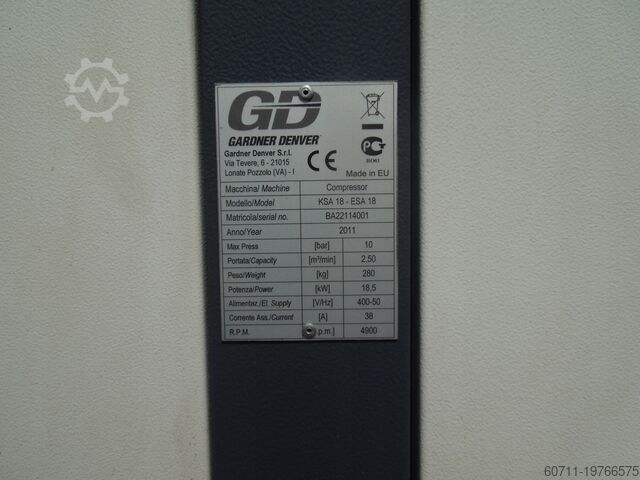 GD
GARDNER DENVER
Gardner Denver S.r.l.
Via Tevere, 6 - 21015
Lonate Pozzolo (VA) - I
CE
Made in EU
Macchina/ Machine Compressor
Modello/Model KSA 18 - ESA 18
Matricola/serial no. BA22114001
Anno/Year 2011
Max Press [bar] 10
Portata/Capacity [m³/min] 2,50
Peso/Weight [kg] 280
Potenza/Power [kW] 18,5
Alimentaz./El. Supply [V/Hz] 400-50
Corrente Ass./Current [A] 38
R.P.M. .p.m.] 4900
60711-19766575